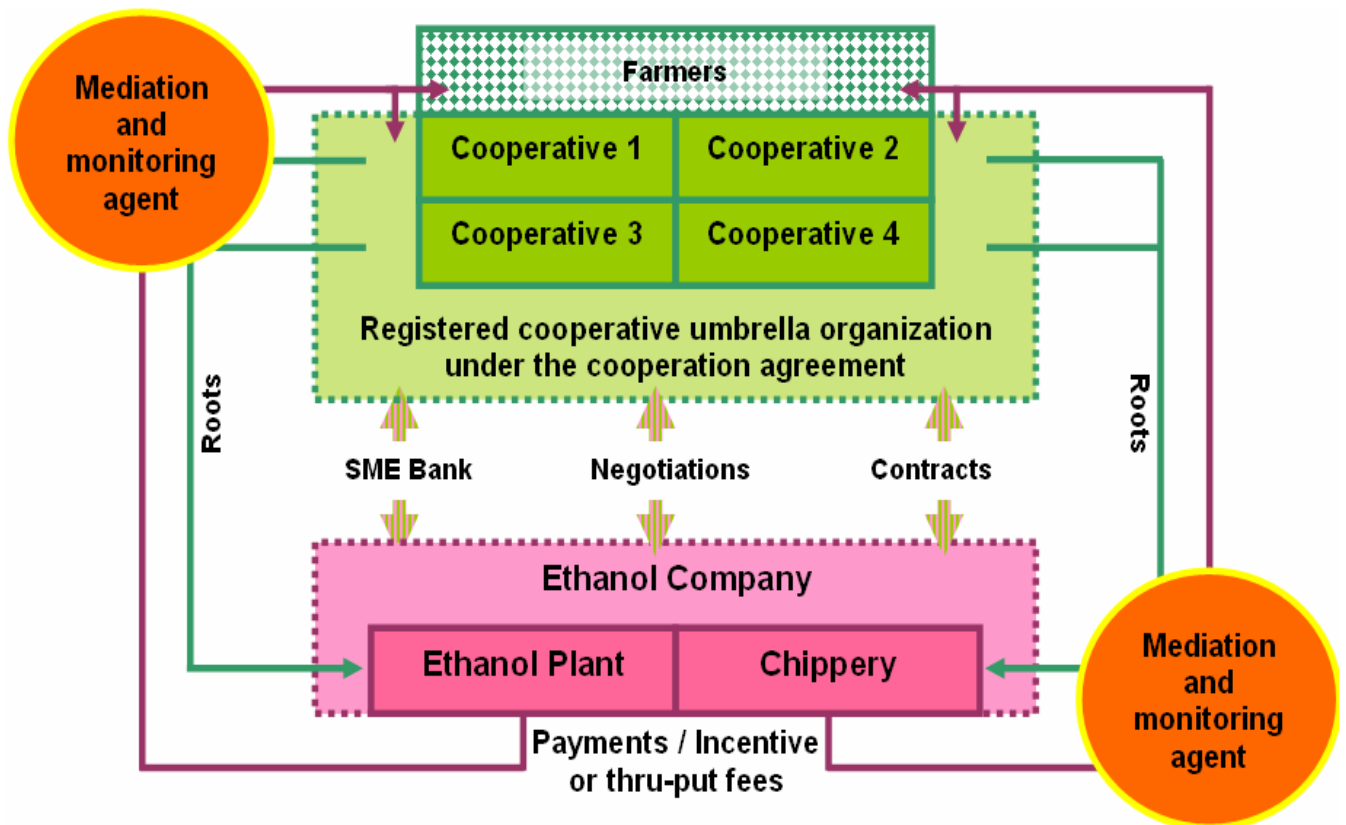 Mediation
and
monitoring
agent
Farmers
Cooperative 1
Cooperative 2
Cooperative 3
Cooperative 4
Registered cooperative umbrella organization
under the cooperation agreement
Roots
Roots
SME Bank
Negotiations
Contracts
Ethanol Company
Ethanol Plant
Chippery
Mediation
and
monitoring
agent
Payments / Incentive
or thru-put fees